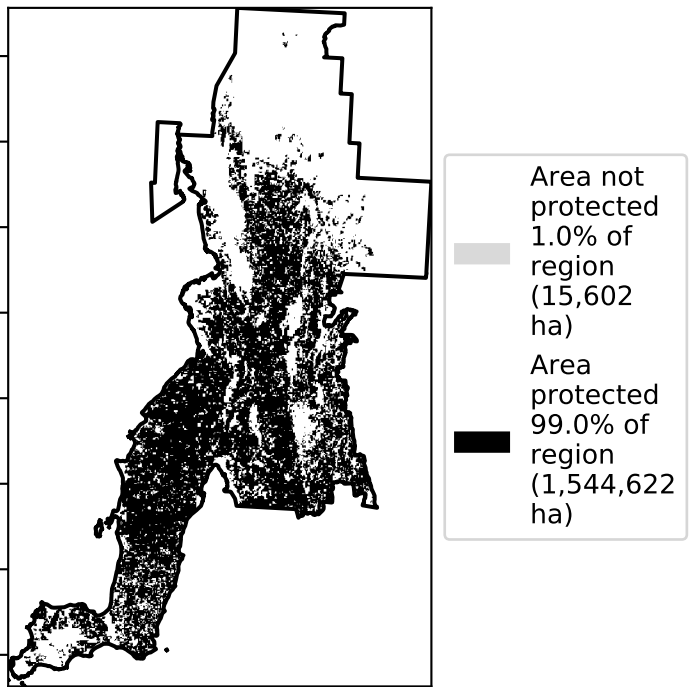 Area not
protected
1.0% of
region
(15,602
ha)
Area
protected
99.0% of
region
(1,544,622
ha)